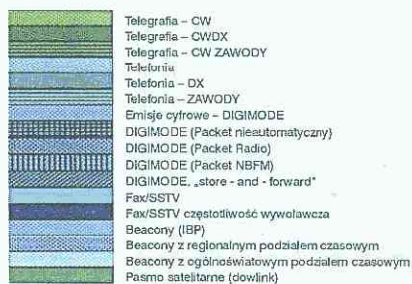 Telegrafia – CW
Telegrafia – CWDX
Telegrafia – CW ZAWODY
Telefonia
Telefonia – DX
Telefonia – ZAWODY
Emisje cyfrowe – DIGIMODE
DIGIMODE (Packet nieautomatyczny)
DIGIMODE (Packet Radio)
DIGIMODE (Packet NBFM)
DIGIMODE, „store - and - forward"
Fax/SSTV
Fax/SSTV częstotliwość wywoławcza
Beacony (IBP)
Beacony z regionalnym podziałem czasowym
Beacony z ogólnoświatowym podziałem czasowym
Pasmo satelitarne (dowlink)